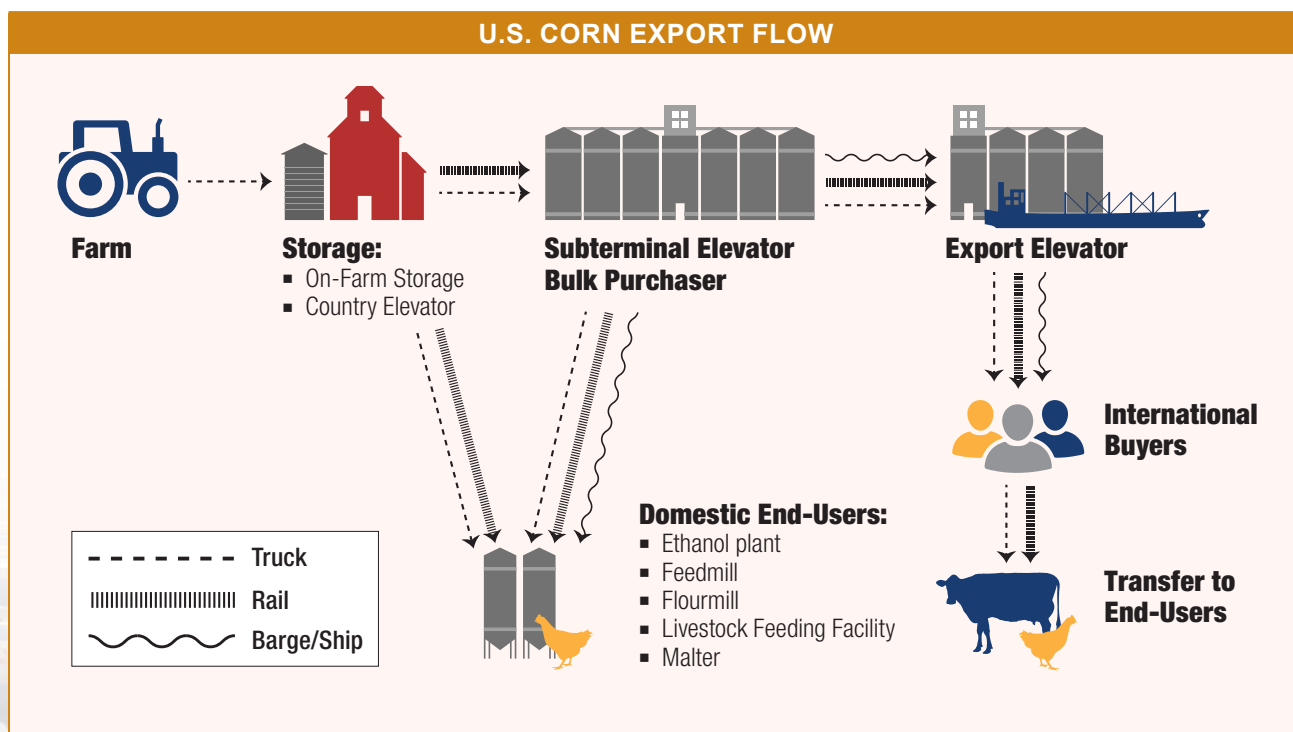 U.S. CORN EXPORT FLOW
Farm
Storage:
▪ On-Farm Storage
▪ Country Elevator
Subterminal Elevator
Bulk Purchaser
Export Elevator
International
Buyers
Domestic End-Users:
▪ Ethanol plant
▪ Feedmill
▪ Flourmill
▪ Livestock Feeding Facility
▪ Malter
Transfer to
End-Users
Truck
Rail
Barge/Ship